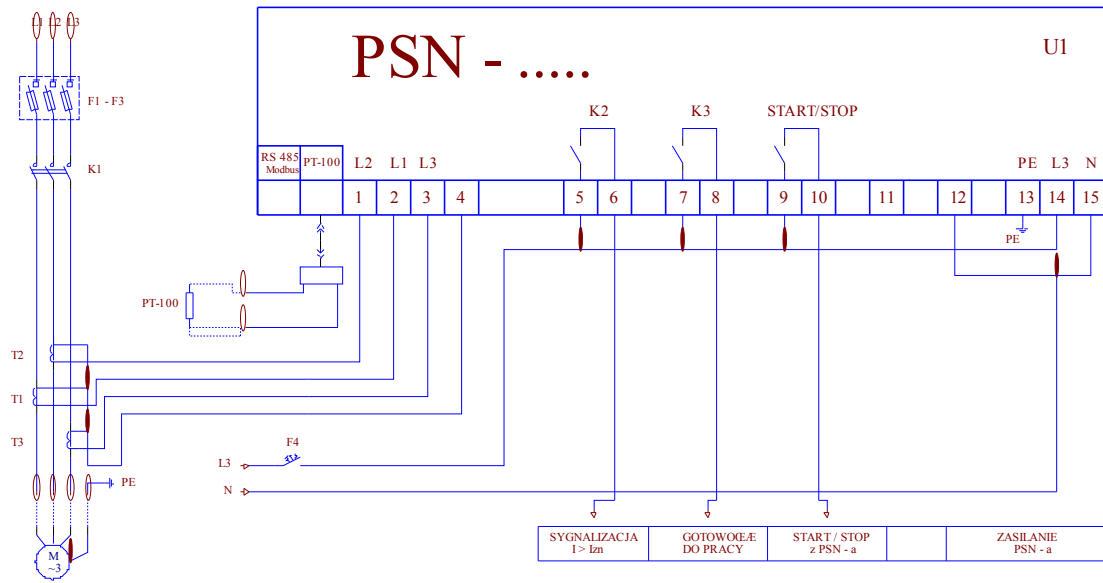 L1 L2 L3
PSN - .....
U1
F1 - F3
K2 K3 START/STOP
K1
RS 485
Modbus
PT-100
L2 L1 L3
PE L3 N
1 2 3 4 5 6 7 8 9 10 11 12 13 14 15
PE
PT-100
T2
T1
T3
F4
L3
N
PE
SYGNALIZACJA
I > Izn
GOTOWOŒÆ
DO PRACY
START / STOP
z PSN - a
ZASILANIE
PSN - a
M
~3